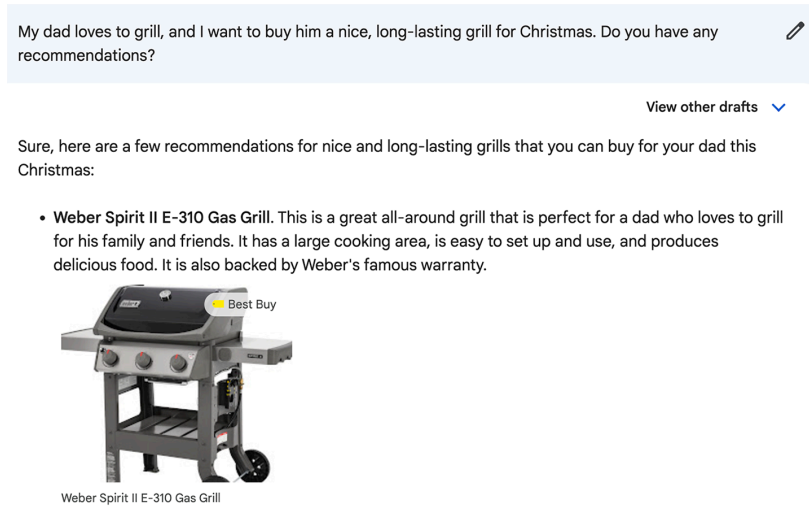 My dad loves to grill, and I want to buy him a nice, long-lasting grill for Christmas. Do you have any
recommendations?
View other drafts
Sure, here are a few recommendations for nice and long-lasting grills that you can buy for your dad this
Christmas:
• Weber Spirit II E-310 Gas Grill. This is a great all-around grill that is perfect for a dad who loves to grill
for his family and friends. It has a large cooking area, is easy to set up and use, and produces
delicious food. It is also backed by Weber's famous warranty.
Best Buy
Weber Spirit II E-310 Gas Grill